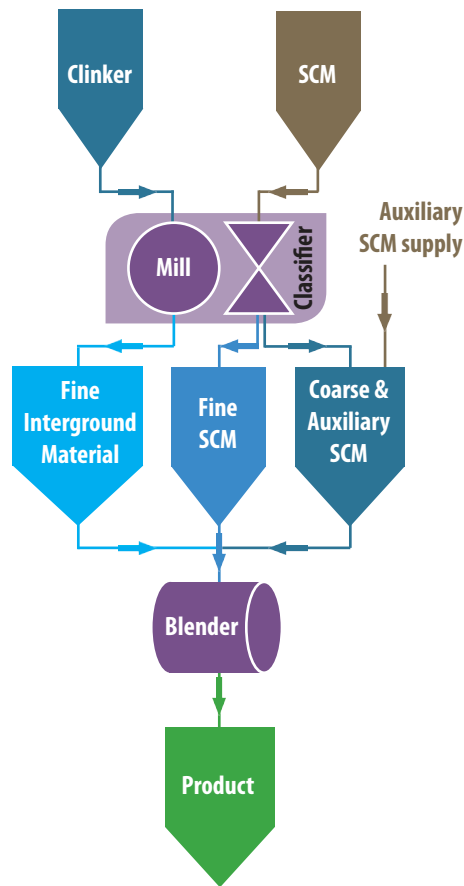 Clinker
SCM
Auxiliary
SCM supply
Mill
Classifier
Fine
Interground
Material
Fine
SCM
Coarse &
Auxiliary
SCM
Blender
Product